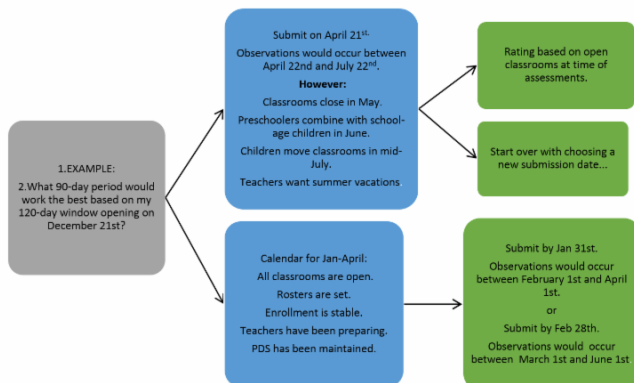 1.EXAMPLE:
2.What 90-day period would
work the best based on my
120-day window opening on
December 21st?
Submit on April 21st.
Observations would occur between
April 22nd and July 22nd.
However:
Classrooms close in May.
Preschoolers combine with school-
age children in June.
Children move classrooms in mid-
July.
Teachers want summer vacations.
Rating based on open
classrooms at time of
assessments.
Start over with choosing a
new submission date...
Calendar for Jan-April:
All classrooms are open.
Rosters are set.
Enrollment is stable.
Teachers have been preparing.
PDS has been maintained.
Submit by Jan 31st.
Observations would occur
between February 1st and April
1st.
or
Submit by Feb 28th.
Observations would occur
between March 1st and June 1st